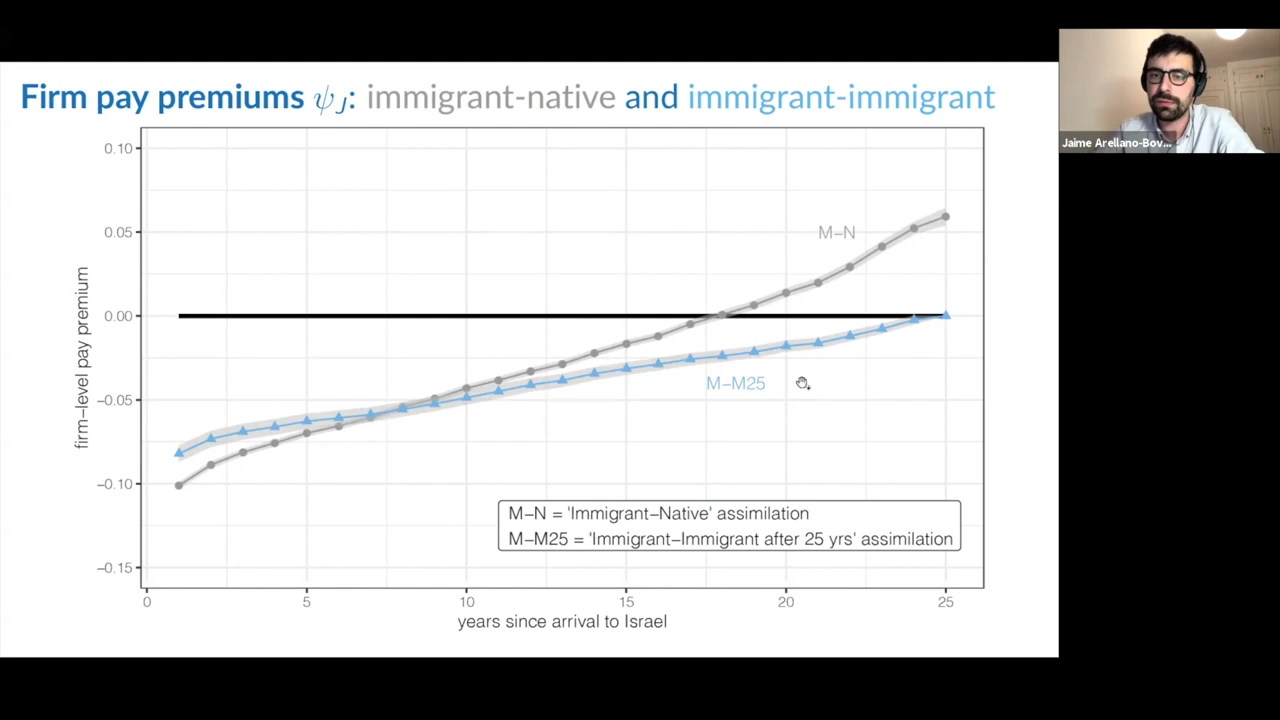 Firm pay premiums ψJ: immigrant-native and immigrant-immigrant
Jaime Arellano-Bov...
0.10
0.05
0.00
−0.05
−0.10
−0.15
firm−level pay premium
M−N
M−M25
M−N = 'Immigrant−Native' assimilation
M−M25 = 'Immigrant−Immigrant after 25 yrs' assimilation
0 5 10 15 20 25
years since arrival to Israel